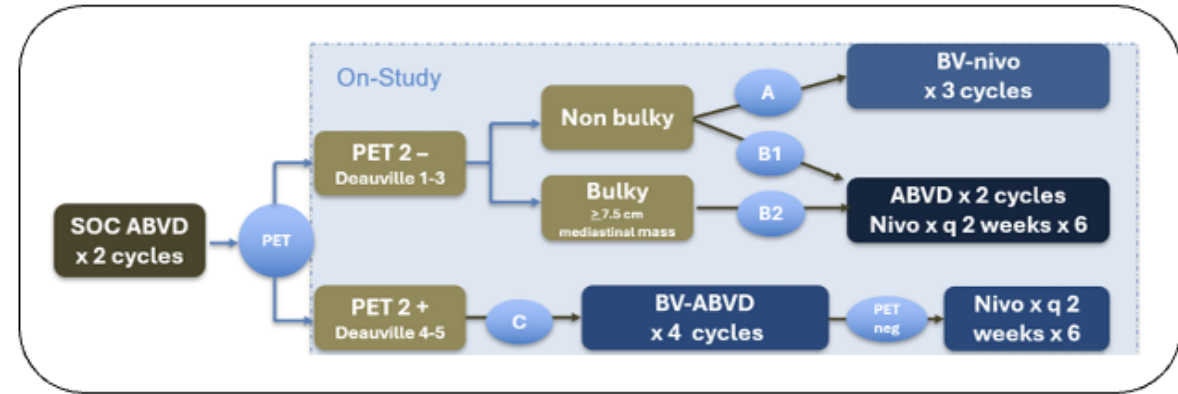 On-Study
SOC ABVD
x 2 cycles
PET
PET 2 –
Deauville 1-3
Non bulky
A
BV-nivo
x 3 cycles
B1
Bulky
≥7.5 cm
mediastinal mass
B2
ABVD x 2 cycles
Nivo x q 2 weeks x 6
PET 2 +
Deauville 4-5
C
BV-ABVD
x 4 cycles
PET
neg
Nivo x q 2
weeks x 6